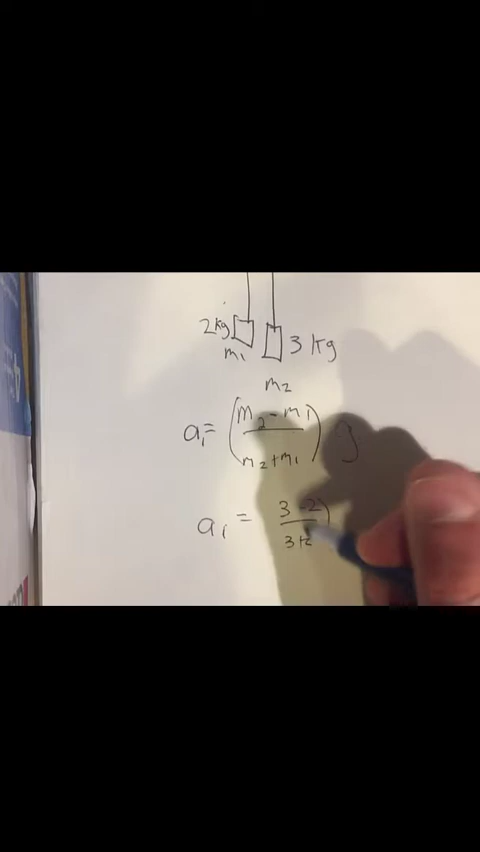 2kg 3 kg
m1
m2
a1 = (m2 - m1 / m2 + m1) g
a1 = 3 - 2) / 3+2